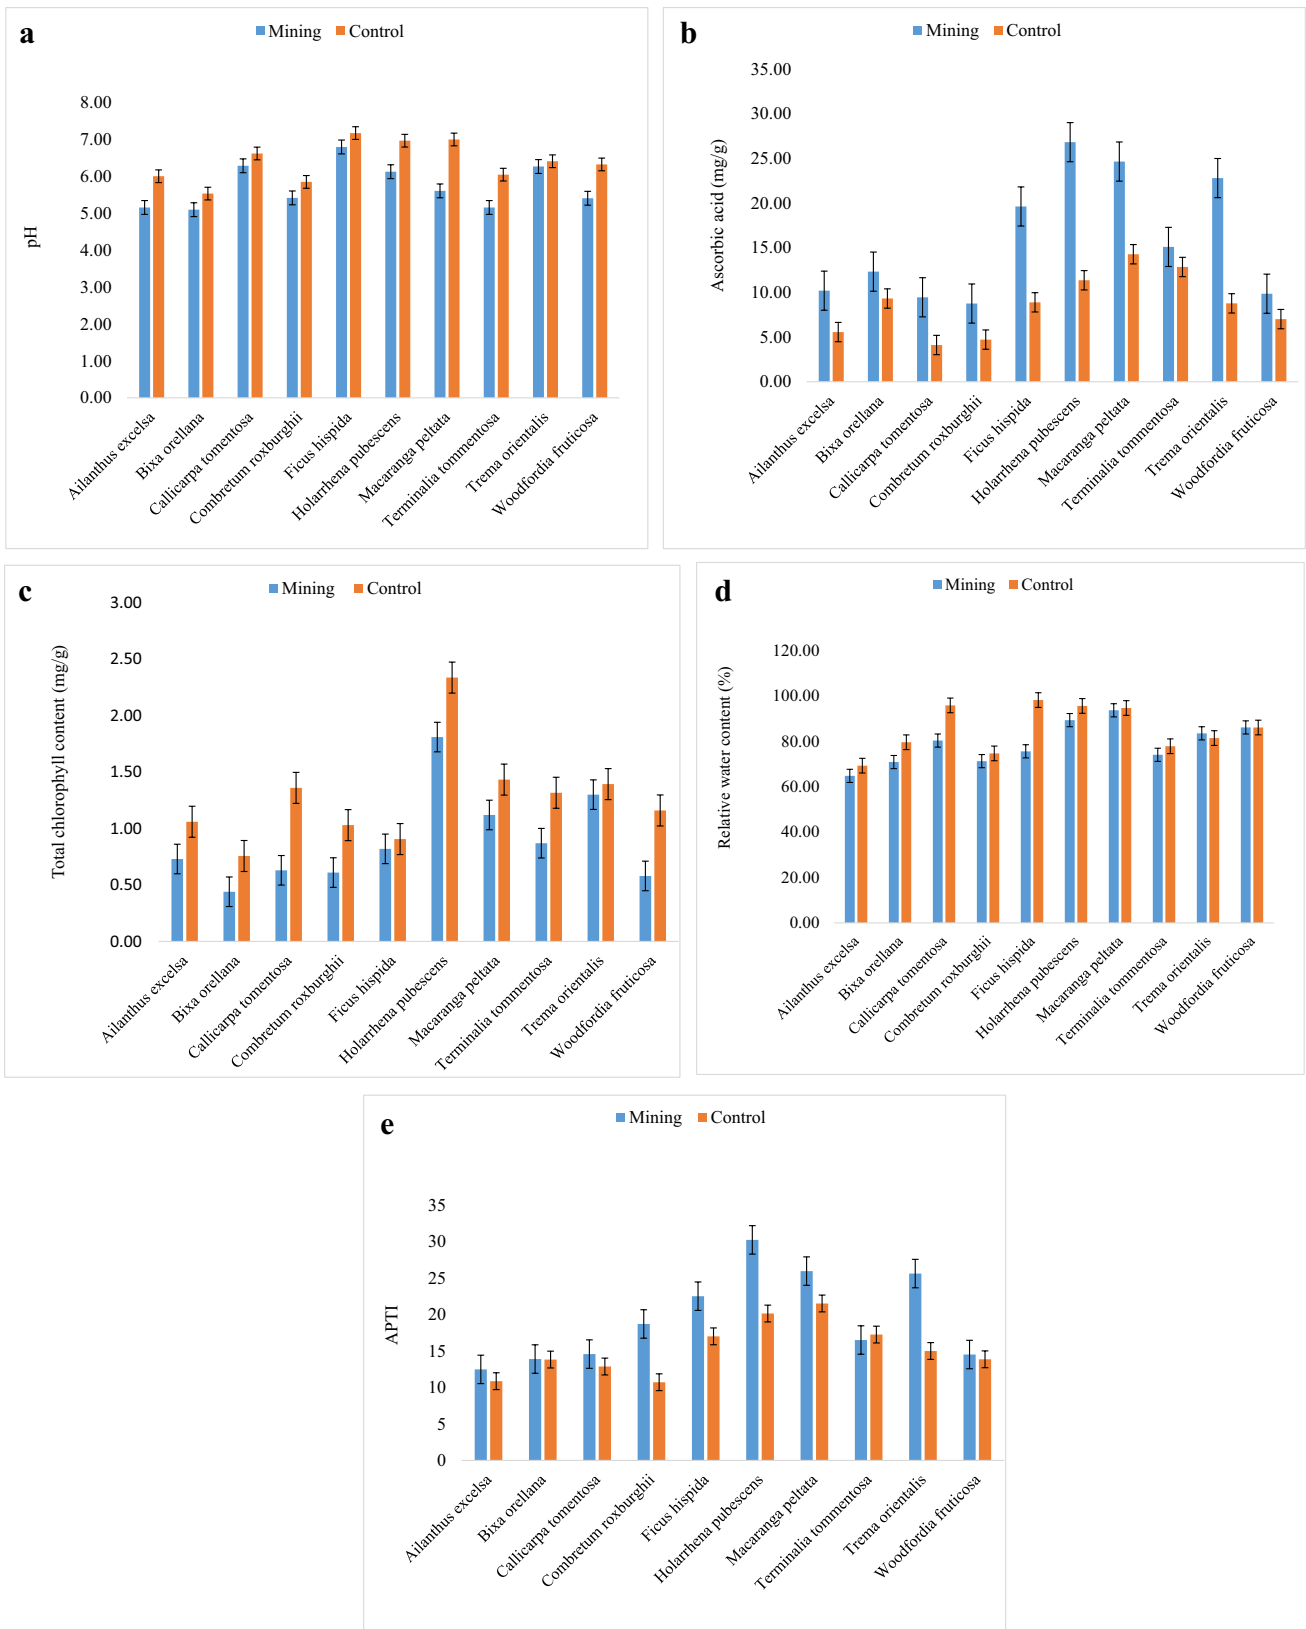 a
Mining Control
8.00
7.00
6.00
5.00
4.00
3.00
2.00
1.00
0.00
pH
Ailanthus excelsa
Bixa orellana
Callicarpa tomentosa
Combretum roxburghii
Ficus hispida
Holarrhena pubescens
Macaranga peltata
Terminalia tommentosa
Trema orientalis
Woodfordia fruticosa
b
Mining Control
35.00
30.00
25.00
20.00
15.00
10.00
5.00
0.00
Ascorbic acid (mg/g)
Ailanthus excelsa
Bixa orellana
Callicarpa tomentosa
Combretum roxburghii
Ficus hispida
Holarrhena pubescens
Macaranga peltata
Terminalia tommentosa
Trema orientalis
Woodfordia fruticosa
c
Mining Control
3.00
2.50
2.00
1.50
1.00
0.50
0.00
Total chlorophyll content (mg/g)
Ailanthus excelsa
Bixa orellana
Callicarpa tomentosa
Combretum roxburghii
Ficus hispida
Holarrhena pubescens
Macaranga peltata
Terminalia tommentosa
Trema orientalis
Woodfordia fruticosa
d
Mining Control
120.00
100.00
80.00
60.00
40.00
20.00
0.00
Relative water content (%)
Ailanthus excelsa
Bixa orellana
Callicarpa tomentosa
Combretum roxburghii
Ficus hispida
Holarrhena pubescens
Macaranga peltata
Terminalia tommentosa
Trema orientalis
Woodfordia fruticosa
e
Mining Control
35
30
25
20
15
10
5
0
APTI
Ailanthus excelsa
Bixa orellana
Callicarpa tomentosa
Combretum roxburghii
Ficus hispida
Holarrhena pubescens
Macaranga peltata
Terminalia tommentosa
Trema orientalis
Woodfordia fruticosa